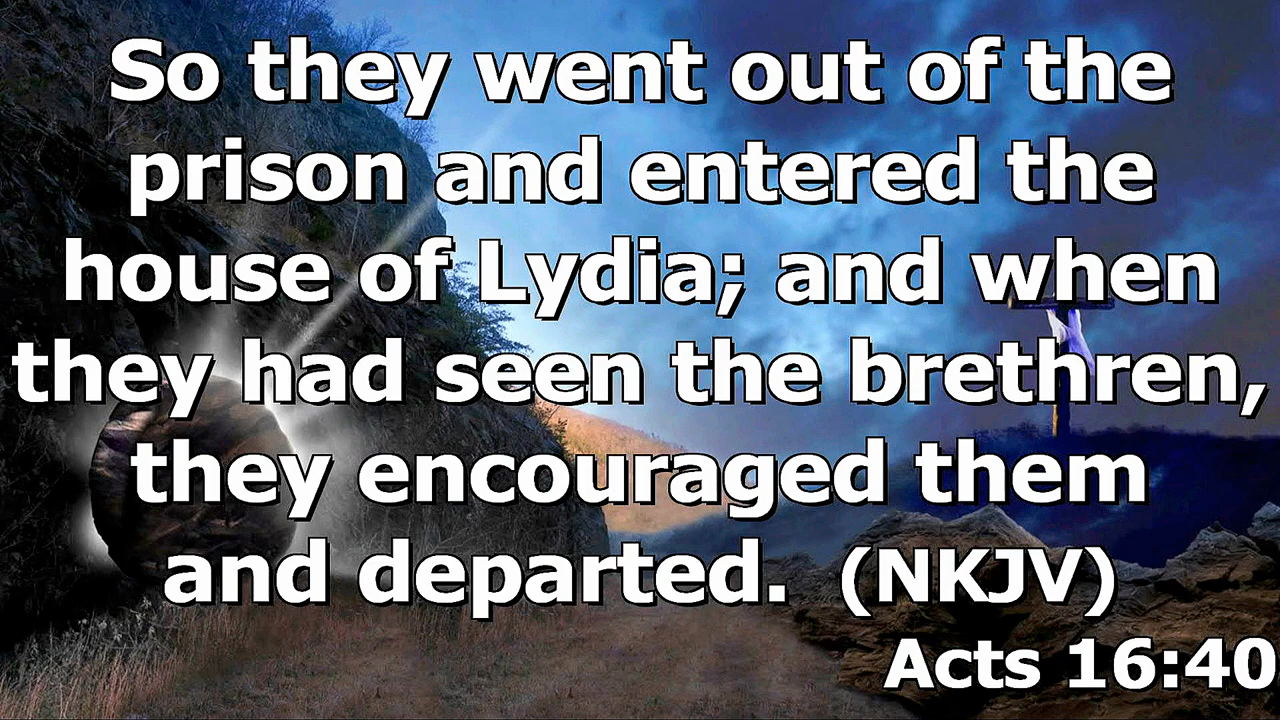 So they went out of the
prison and entered the
house of Lydia; and when
they had seen the brethren,
they encouraged them
and departed. (NKJV)
Acts 16:40